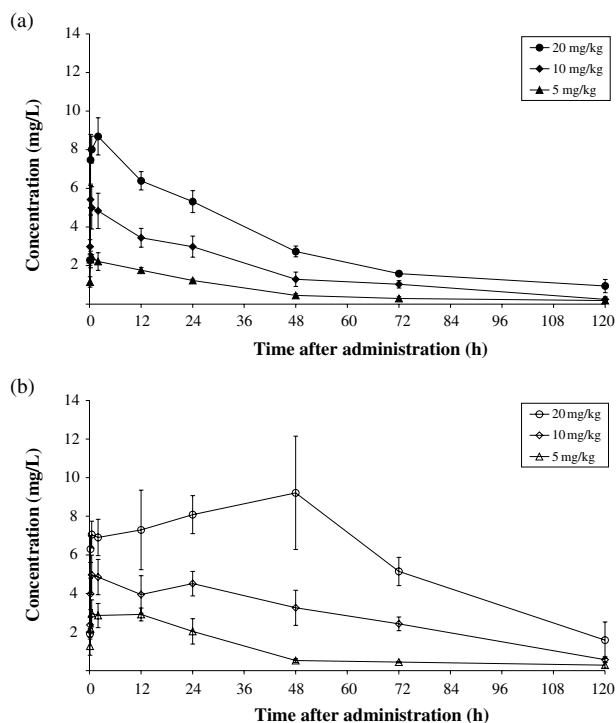 (a)
14
12
10
8
6
4
2
Concentration (mg/L)
20 mg/kg
10 mg/kg
5 mg/kg
0 12 24 36 48 60 72 84 96 108 120
Time after administration (h)
(b)
14
12
10
8
6
4
2
Concentration (mg/L)
20 mg/kg
10 mg/kg
5 mg/kg
0 12 24 36 48 60 72 84 96 108 120
Time after administration (h)